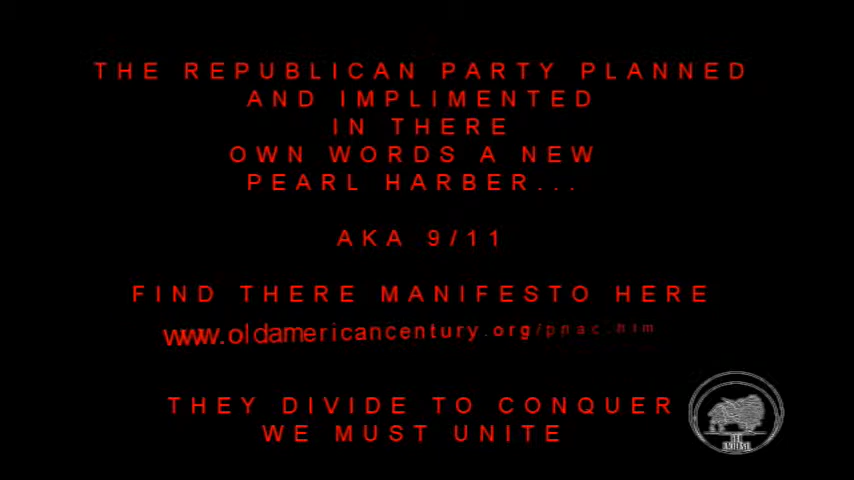 THE REPUBLICAN PARTY PLANNED
AND IMPLIMENTED
IN THERE
OWN WORDS A NEW
PEARL HARBER...
AKA 9/11
FIND THERE MANIFESTO HERE
www.oldamericancentury.org/pnac.htm
THEY DIVIDE TO CONQUER
WE MUST UNITE